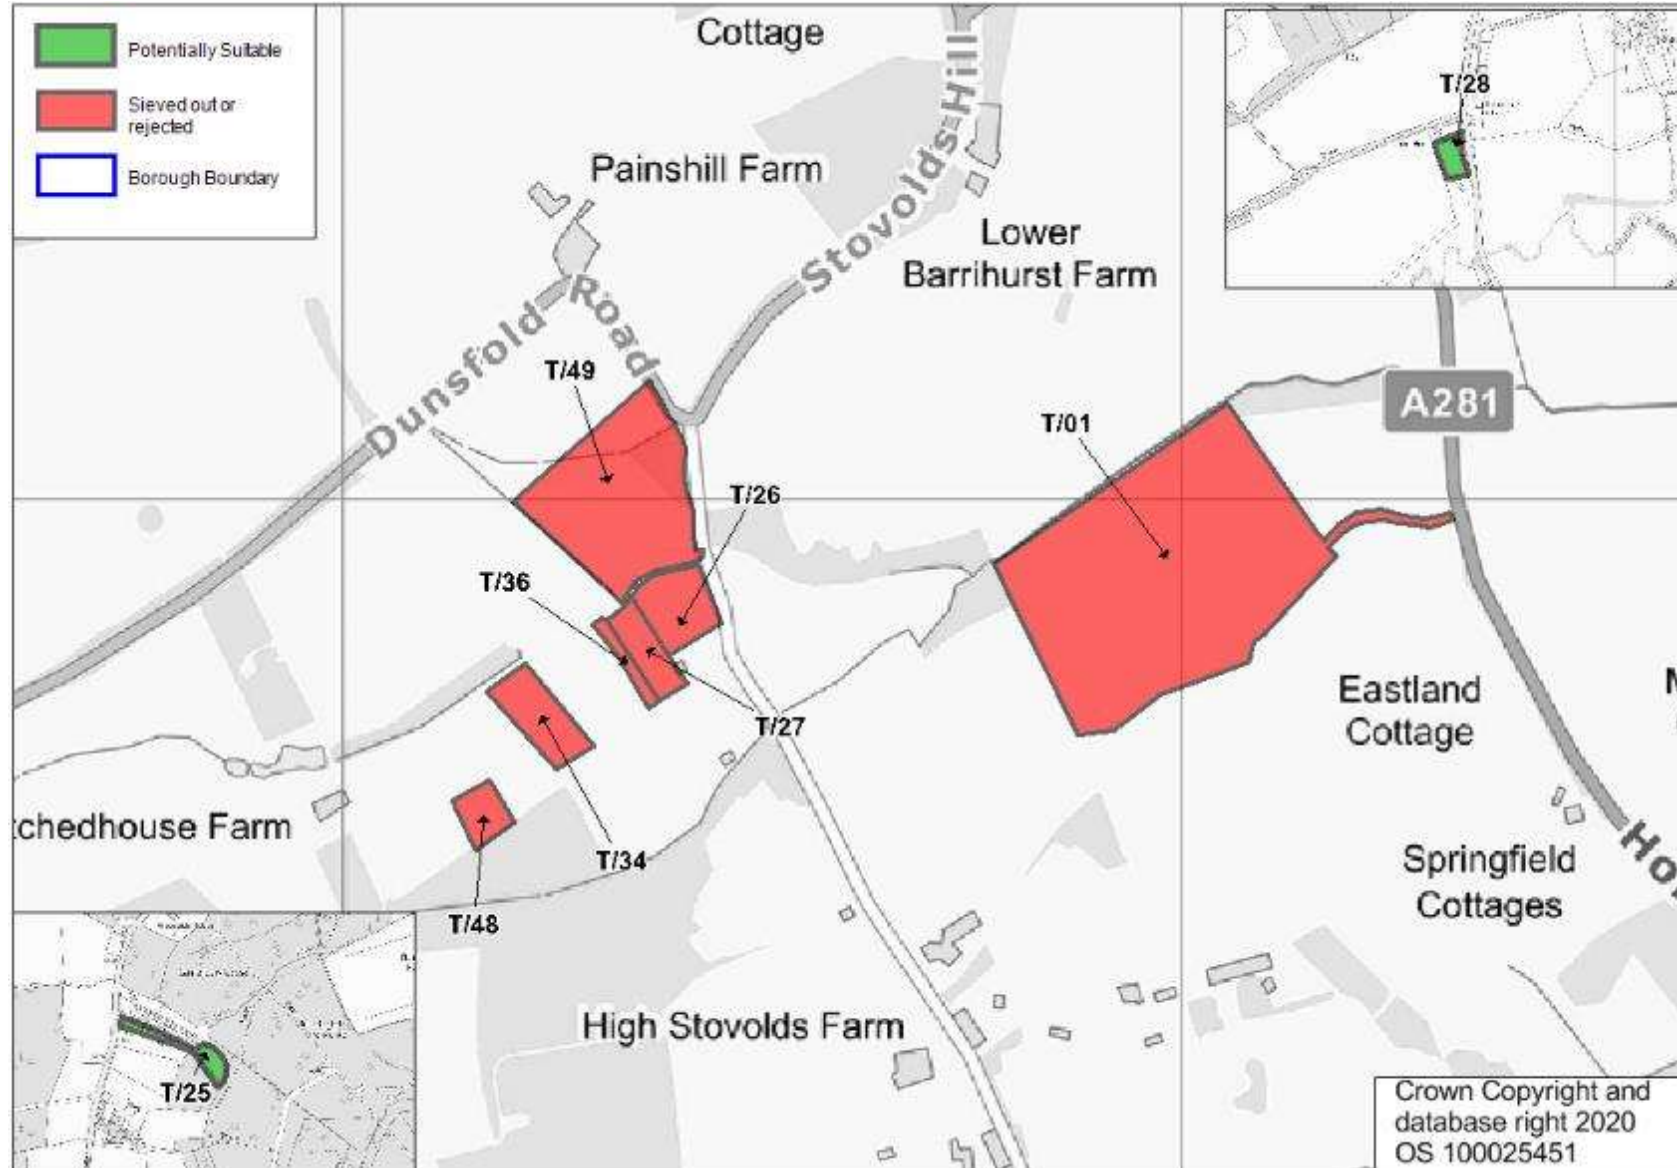 Potentially Suitable
Sieved out or
rejected
Borough Boundary
Cottage
Stovolds Hill
T/28
Painshill Farm
Lower
Barrihurst Farm
Dunsfold Road
T/49
A281
T/01
T/26
T/36
Eastland
Cottage
T/27
tchedhouse Farm
T/34
Springfield
Cottages
Ho
T/48
High Stovolds Farm
T/25
Crown Copyright and
database right 2020
OS 100025451